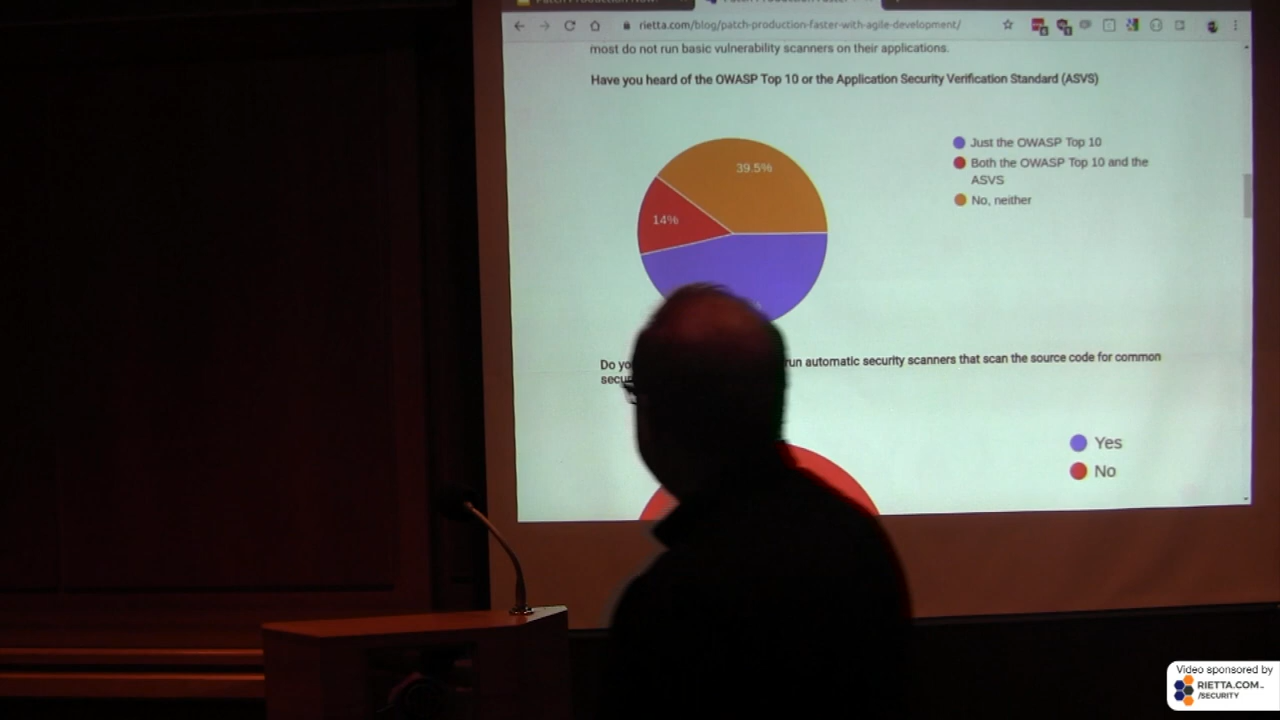 rietta.com/blog/patch-production-faster-with-agile-development/
most do not run basic vulnerability scanners on their applications.
Have you heard of the OWASP Top 10 or the Application Security Verification Standard (ASVS)
39.5%
14%
Just the OWASP Top 10
Both the OWASP Top 10 and the
ASVS
No, neither
Do yo run automatic security scanners that scan the source code for common
secu
Yes
No
Video sponsored by
RIETTA.COM
/SECURITY